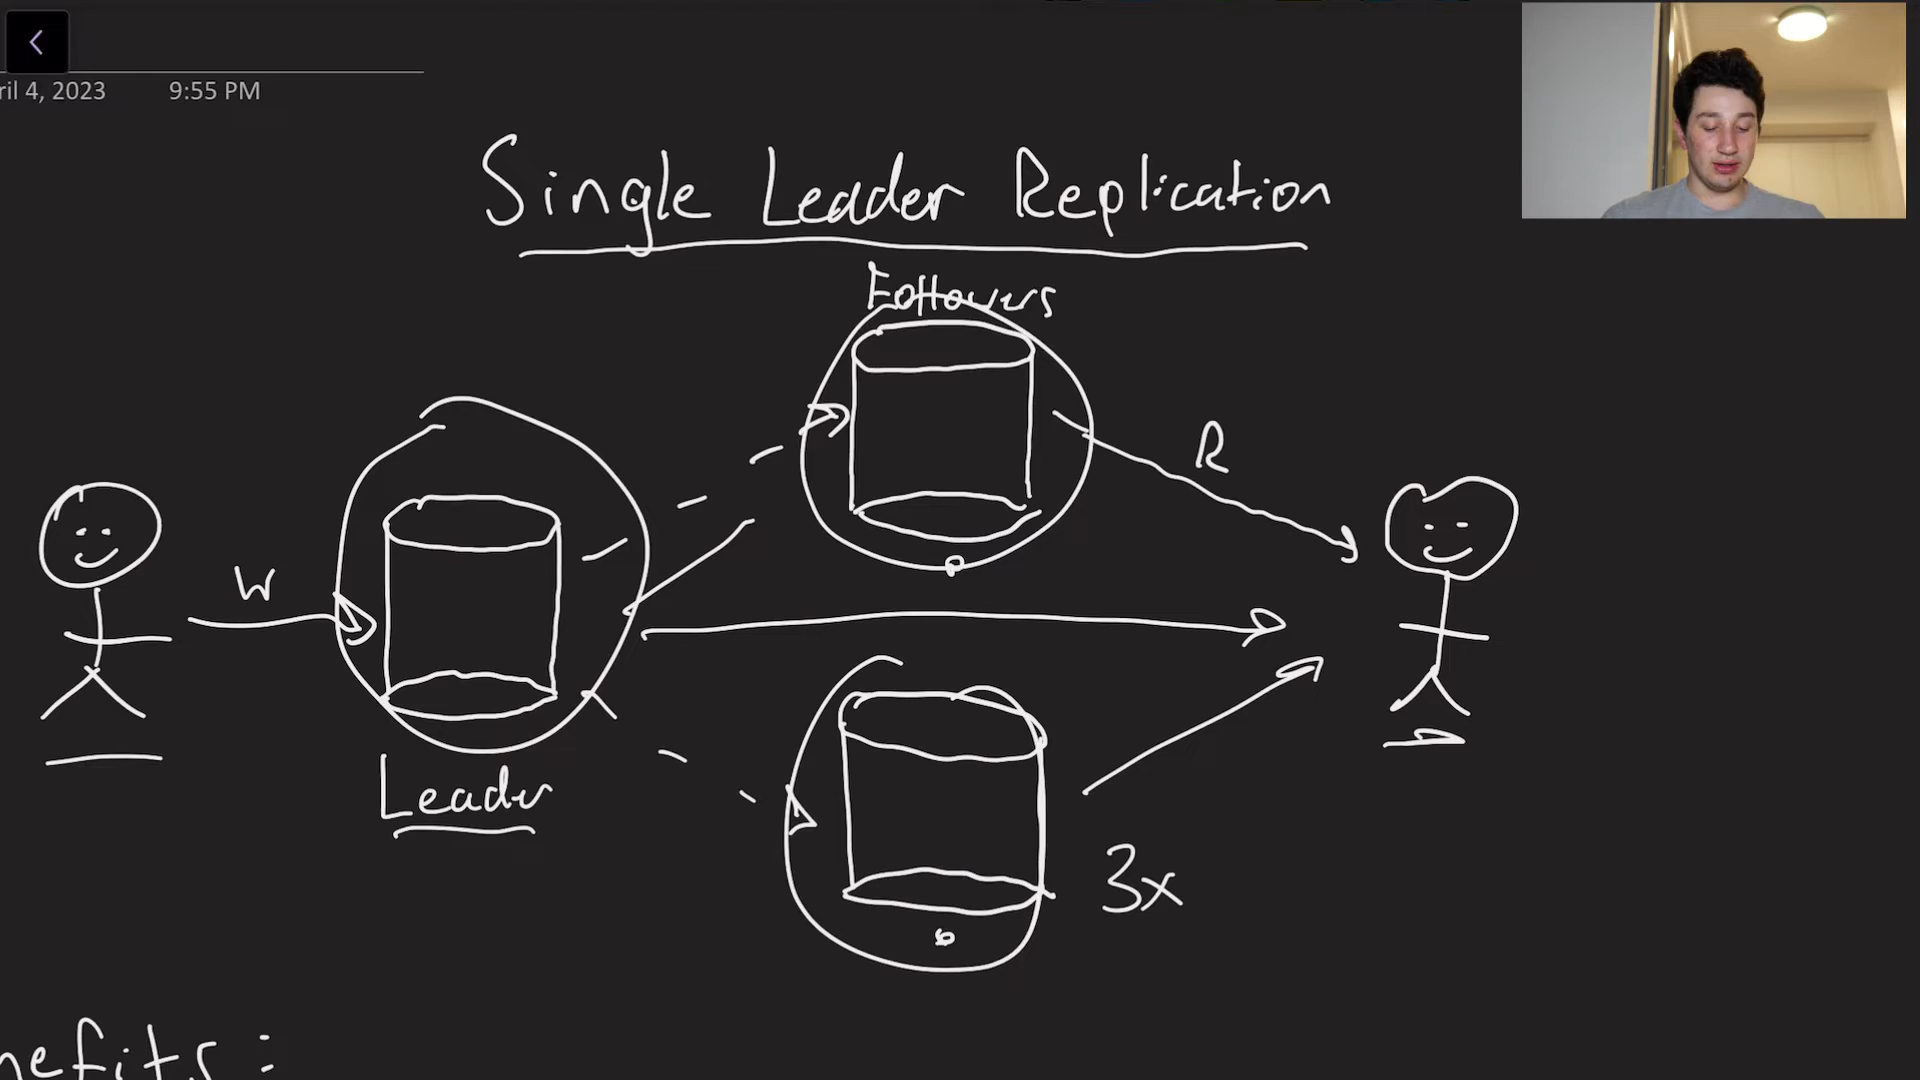 ril 4, 2023 9:55 PM
Single Leader Replication
Followers
R
W
Leader
3x
nefits: